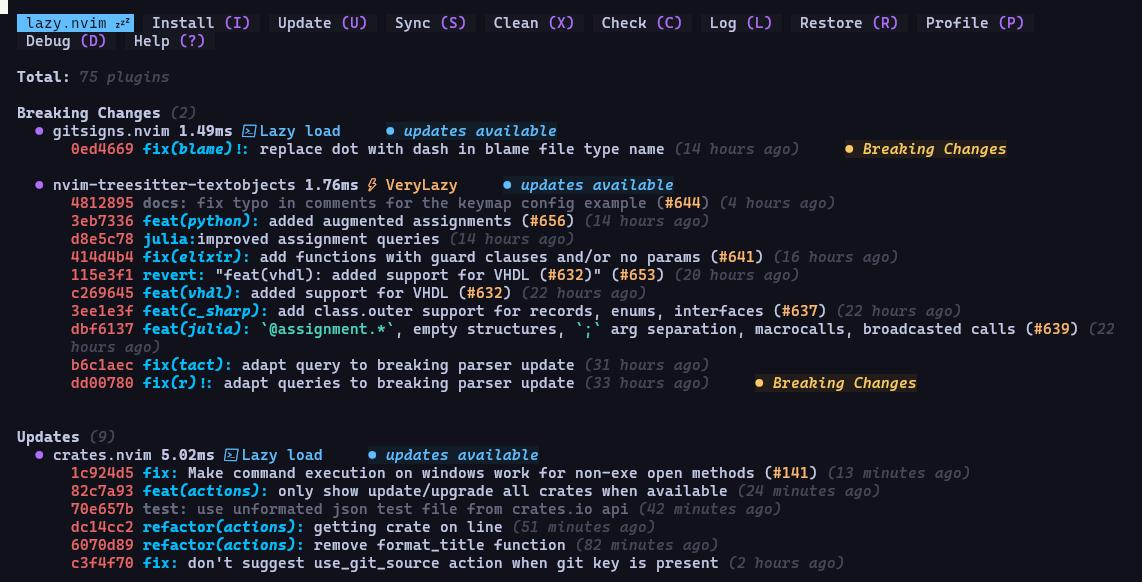 lazy.nvim 💤 Install (I) Update (U) Sync (S) Clean (X) Check (C) Log (L) Restore (R) Profile (P)
Debug (D) Help (?)
Total: 75 plugins
Breaking Changes (2)
● gitsigns.nvim 1.49ms Lazy load ● updates available
0ed4669 fix(blame)!: replace dot with dash in blame file type name (14 hours ago) ● Breaking Changes
● nvim-treesitter-textobjects 1.76ms VeryLazy ● updates available
4812895 docs: fix typo in comments for the keymap config example (#644) (4 hours ago)
3eb7336 feat(python): added augmented assignments (#656) (14 hours ago)
d8e5c78 julia:improved assignment queries (14 hours ago)
414d4b4 fix(elixir): add functions with guard clauses and/or no params (#641) (16 hours ago)
115e3f1 revert: "feat(vhdl): added support for VHDL (#632)" (#653) (20 hours ago)
c269645 feat(vhdl): added support for VHDL (#632) (22 hours ago)
3ee1e3f feat(c_sharp): add class.outer support for records, enums, interfaces (#637) (22 hours ago)
dbf6137 feat(julia): `@assignment.*`, empty structures, `;` arg separation, macrocalls, broadcasted calls (#639) (22
hours ago)
b6c1aec fix(tact): adapt query to breaking parser update (31 hours ago)
dd00780 fix(r)!: adapt queries to breaking parser update (33 hours ago) ● Breaking Changes
Updates (9)
● crates.nvim 5.02ms Lazy load ● updates available
1c924d5 fix: Make command execution on windows work for non-exe open methods (#141) (13 minutes ago)
82c7a93 feat(actions): only show update/upgrade all crates when available (24 minutes ago)
70e657b test: use unformated json test file from crates.io api (42 minutes ago)
dc14cc2 refactor(actions): getting crate on line (51 minutes ago)
6070d89 refactor(actions): remove format_title function (82 minutes ago)
c3f4f70 fix: don't suggest use_git_source action when git key is present (2 hours ago)